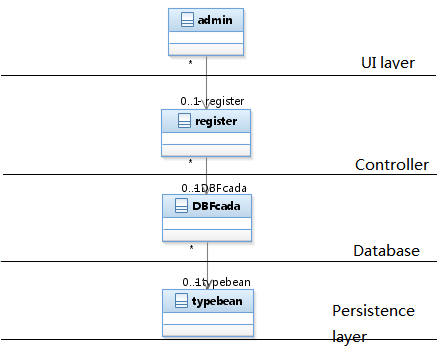 admin
*
UI layer
0..1 - register
register
*
Controller
0..1DBFcada
DBFcada
*
Database
0..1typebean
typebean
Persistence
layer